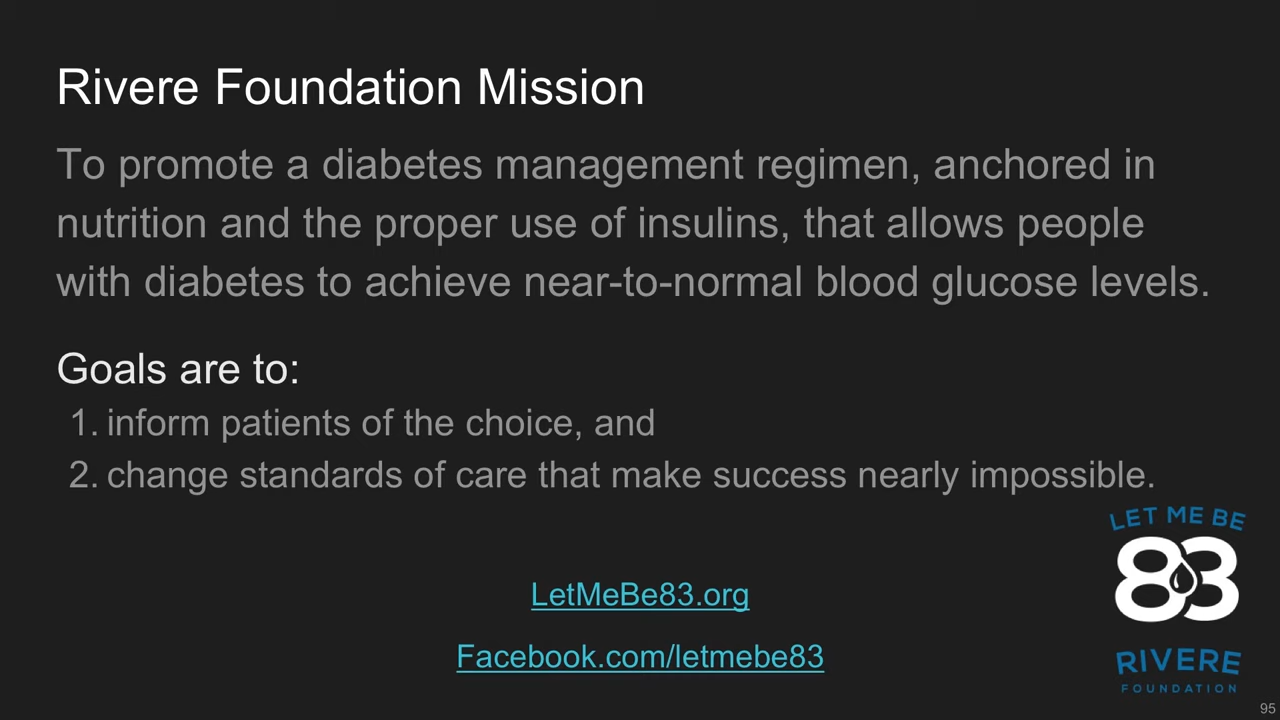 Rivere Foundation Mission
To promote a diabetes management regimen, anchored in
nutrition and the proper use of insulins, that allows people
with diabetes to achieve near-to-normal blood glucose levels.
Goals are to:
1. inform patients of the choice, and
2. change standards of care that make success nearly impossible.
LetMeBe83.org
Facebook.com/letmebe83
LET ME BE
83
RIVERE
FOUNDATION
95